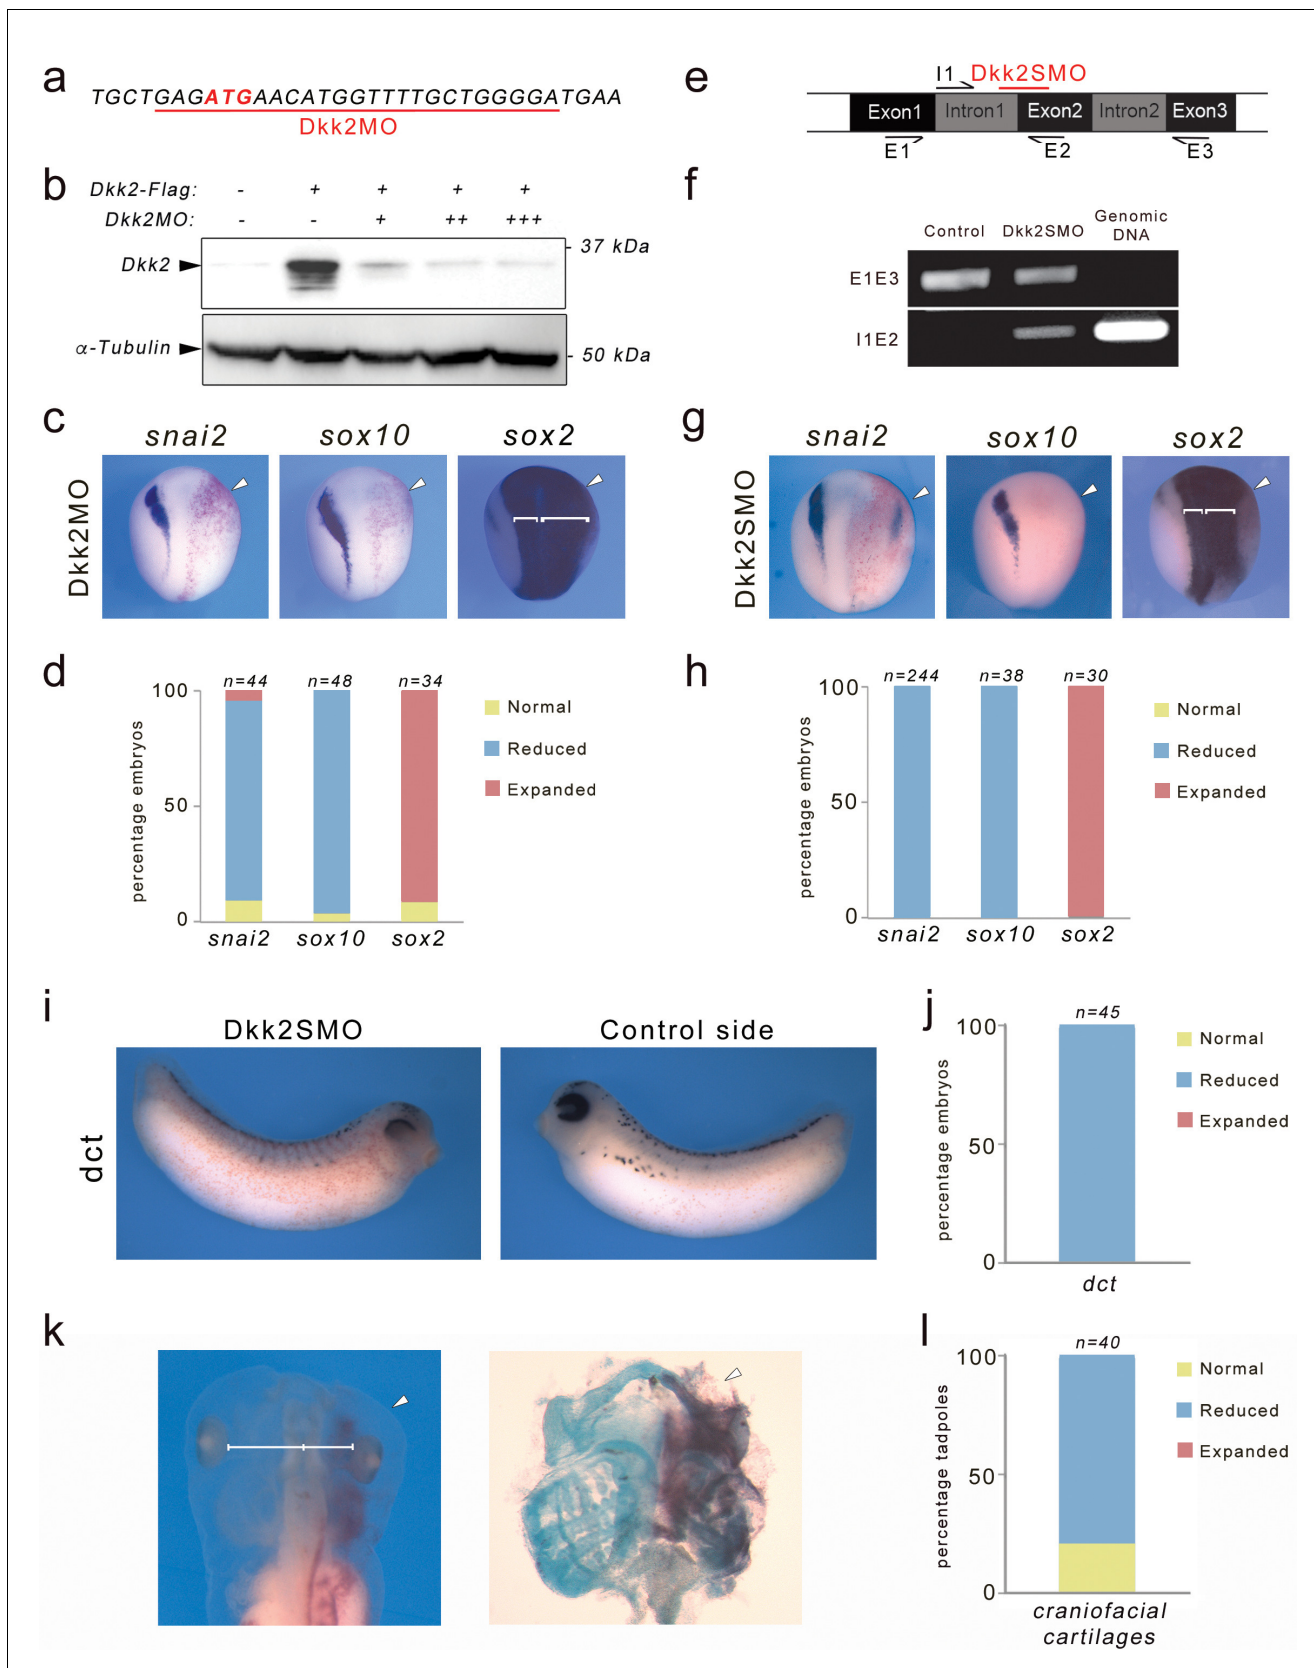 a
TGCTGAGATGAACATGGTTTTGCTGGGGATGAA
Dkk2MO
b
Dkk2-Flag: - + + + +
Dkk2MO: - - + ++ +++
Dkk2
- 37 kDa
α-Tubulin
- 50 kDa
c
snai2 sox10 sox2
Dkk2MO
d
n=44 n=48 n=34
percentage embryos
100
50
0
snai2 sox10 sox2
Normal
Reduced
Expanded
e
I1 Dkk2SMO
Exon1 Intron1 Exon2 Intron2 Exon3
E1 E2 E3
f
Control Dkk2SMO Genomic
DNA
E1E3
I1E2
g
snai2 sox10 sox2
Dkk2SMO
h
n=244 n=38 n=30
percentage embryos
100
50
0
snai2 sox10 sox2
Normal
Reduced
Expanded
i
Dkk2SMO Control side
dct
j
n=45
percentage embryos
100
50
0
dct
Normal
Reduced
Expanded
k
l
n=40
percentage tadpoles
100
50
0
craniofacial
cartilages
Normal
Reduced
Expanded